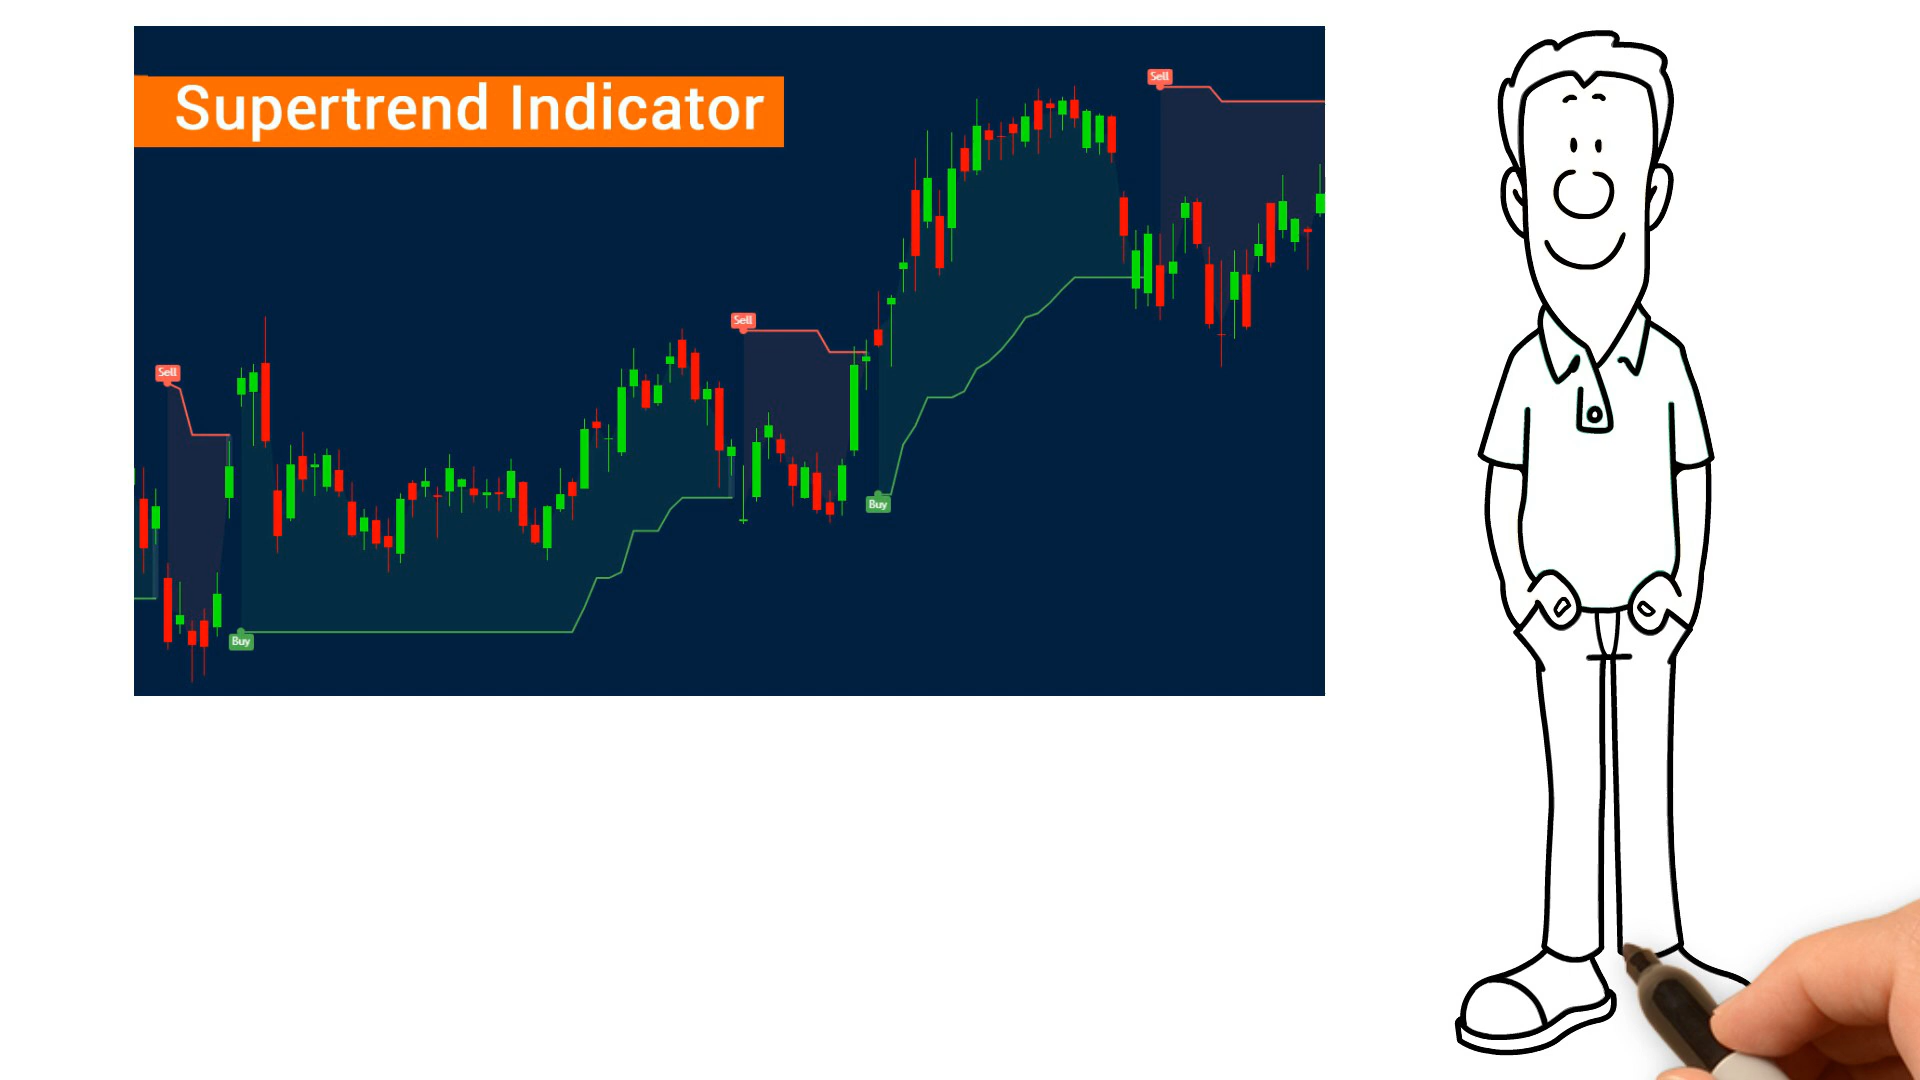 Supertrend Indicator
Sell
Sell
Sell
Buy
Buy